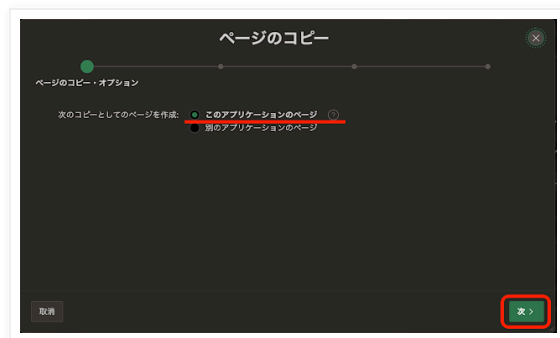 ページのコピー
ページのコピー・オプション
次のコピーとしてのページを作成: このアプリケーションのページ
別のアプリケーションのページ
取消 次 >